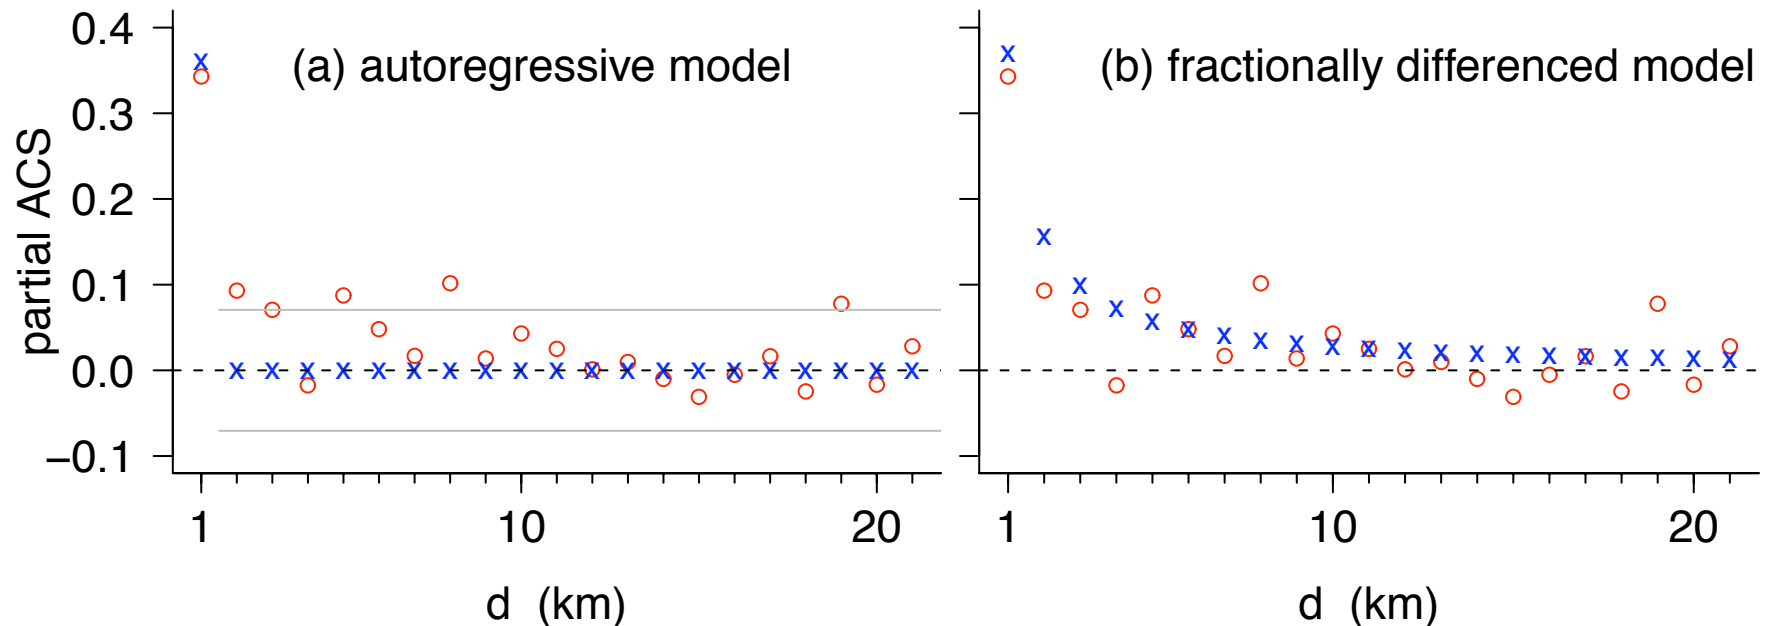 (a) autoregressive model
(b) fractionally differenced model
partial ACS
0.4
0.3
0.2
0.1
0.0
−0.1
1 10 20
1 10 20
d (km)
d (km)